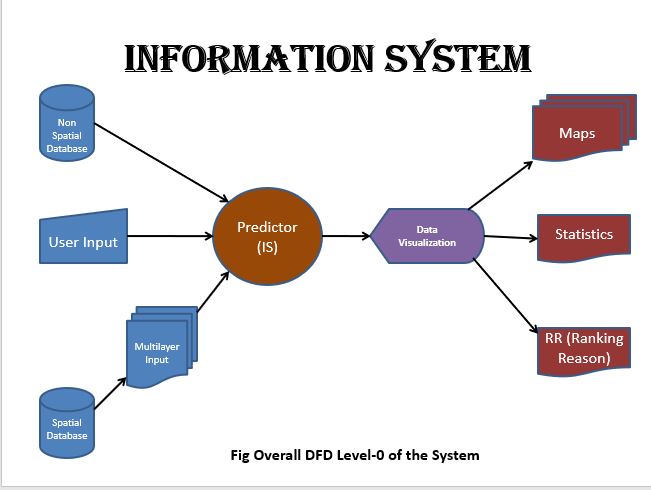 INFORMATION SYSTEM
Non
Spatial
Database
User Input
Multilayer
Input
Spatial
Database
Predictor
(IS)
Data
Visualization
Maps
Statistics
RR (Ranking
Reason)
Fig Overall DFD Level-0 of the System